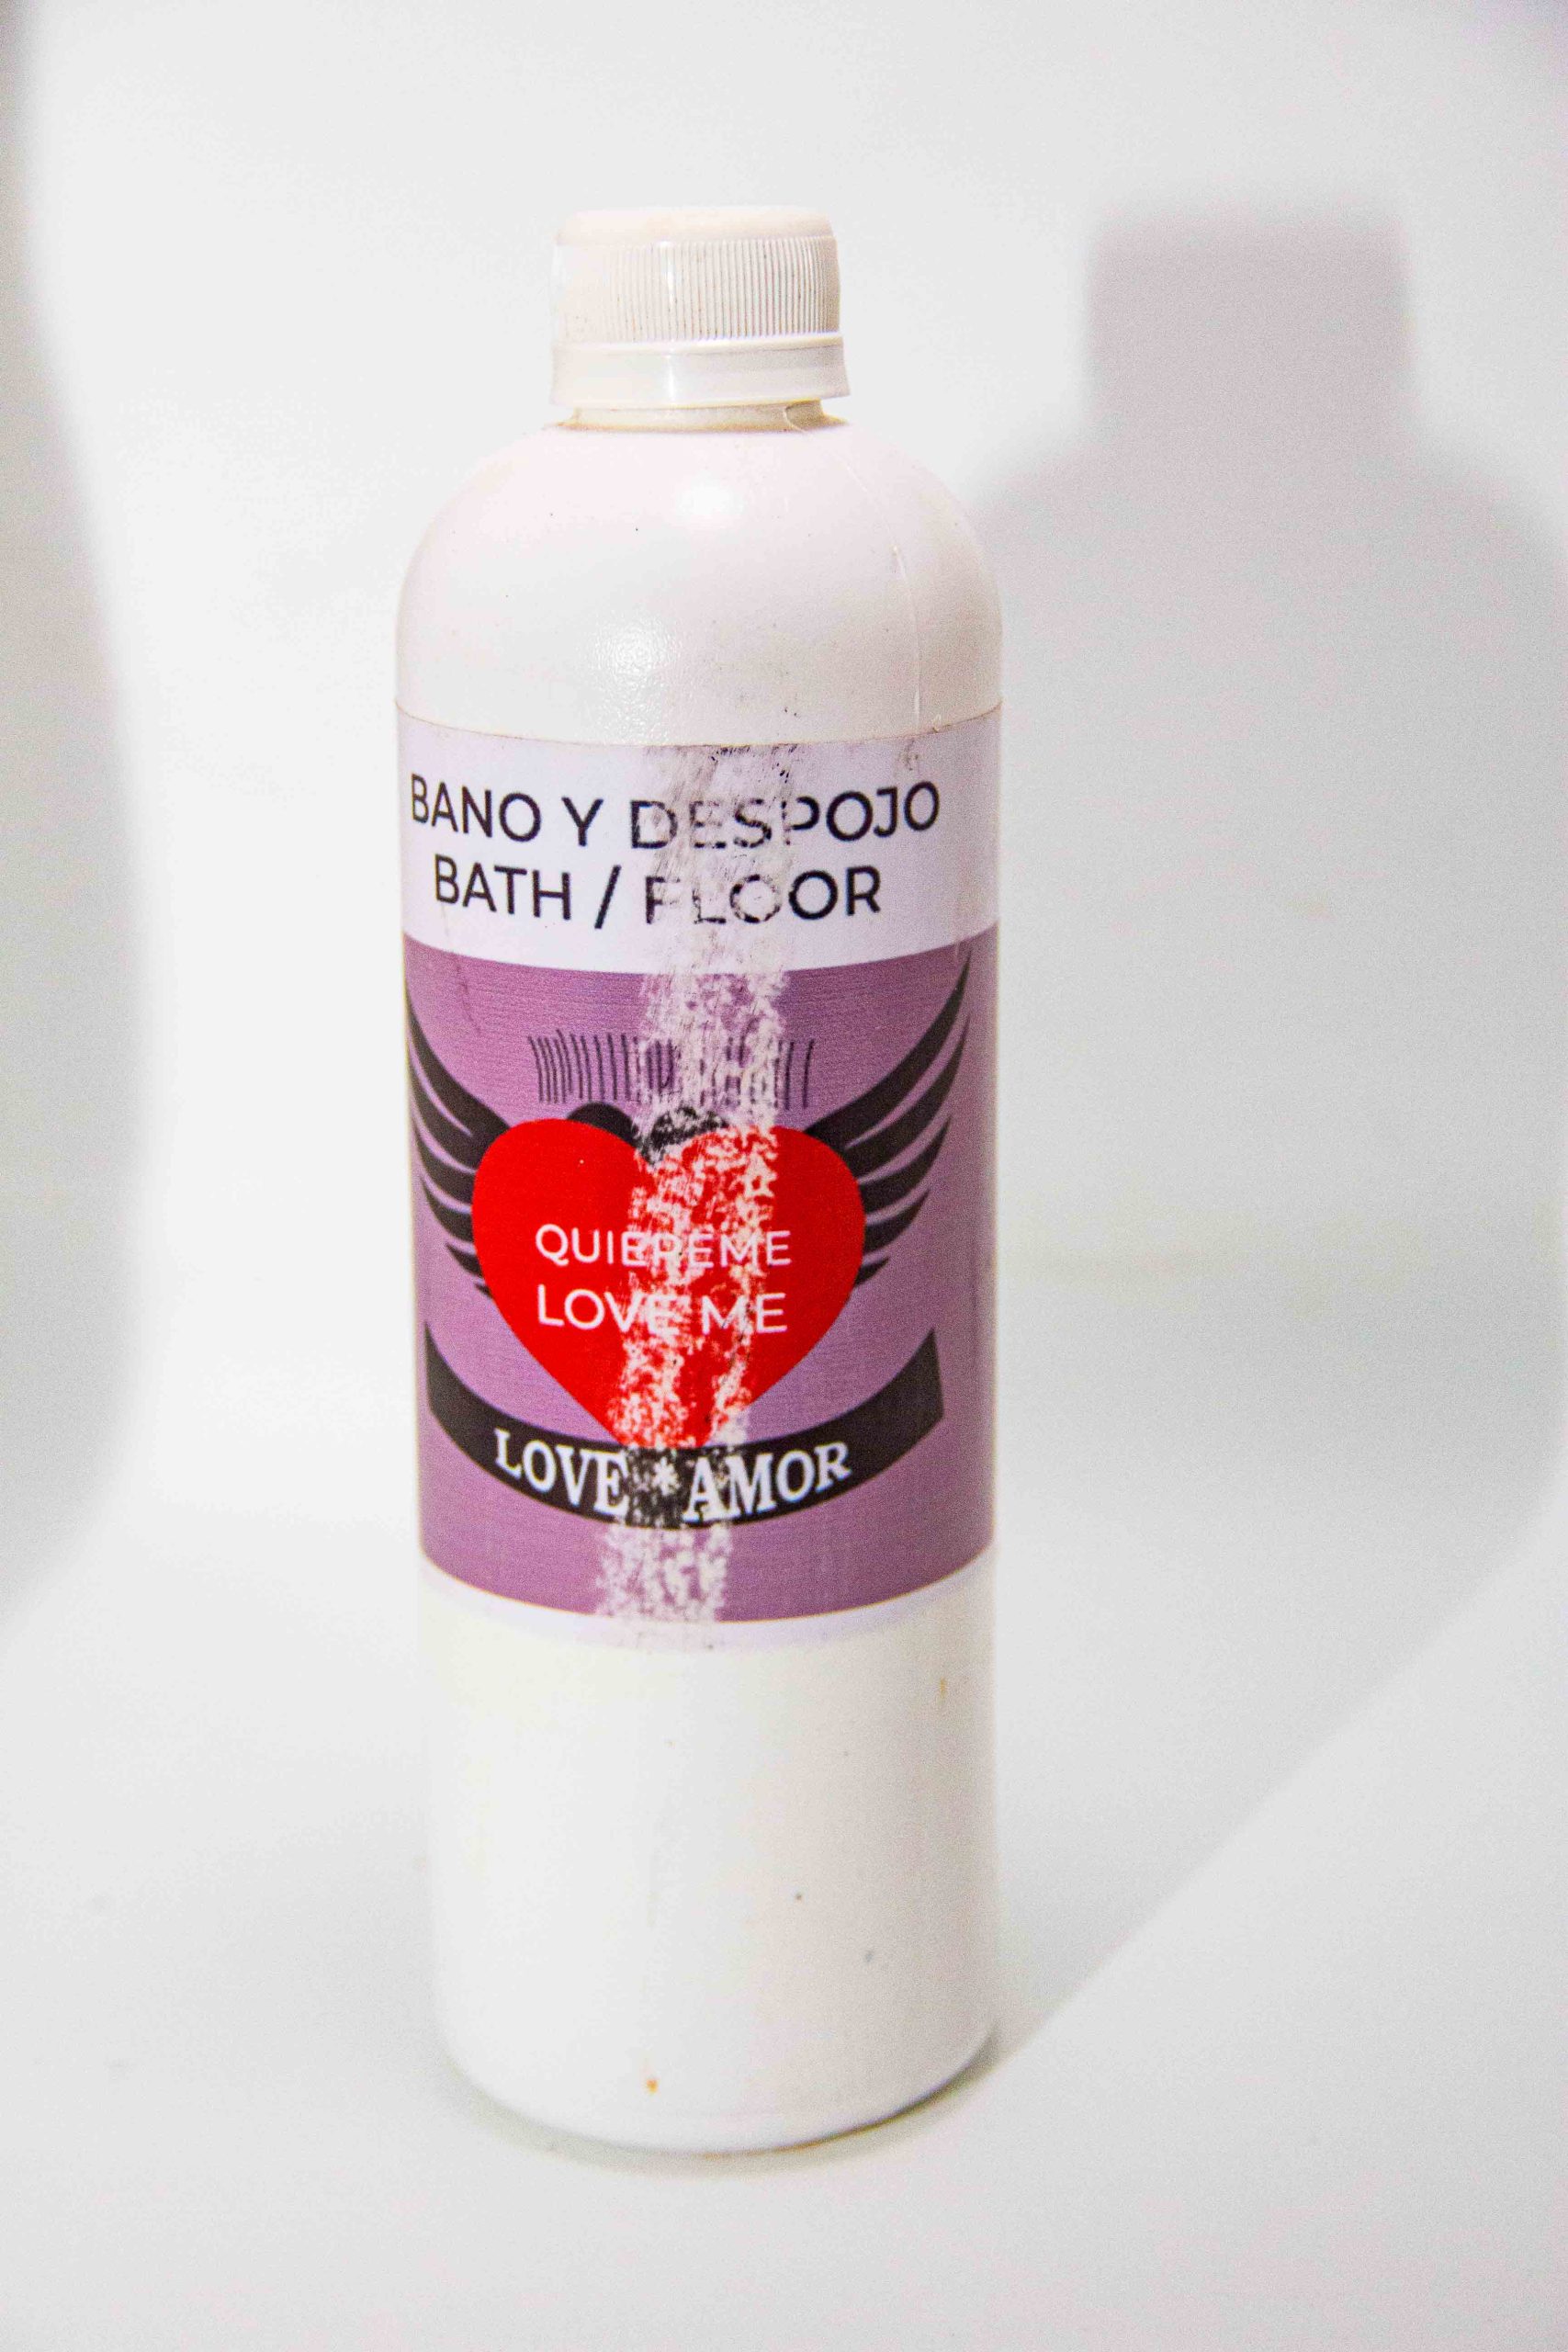 BANO Y DESPOJO
BATH / FLOOR
QUIEREME
LOVE ME
LOVE * AMOR